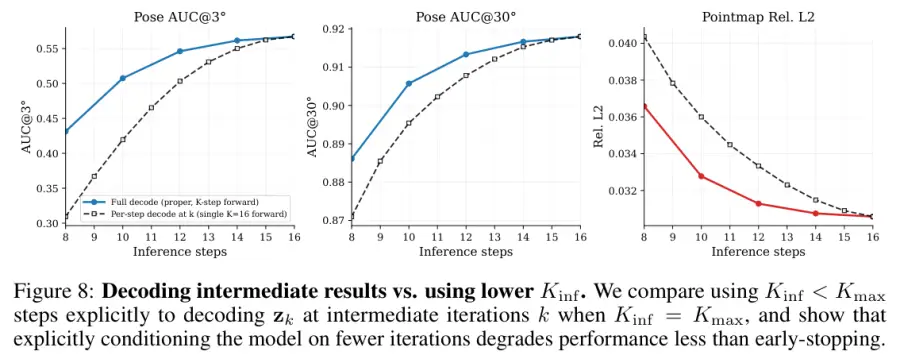 Pose AUC@3°
Pose AUC@30°
Pointmap Rel. L2
AUC@3°
0.55
0.50
0.45
0.40
0.35
0.30
Full decode (proper, K-step forward)
Per-step decode at k (single K=16 forward)
8 9 10 11 12 13 14 15 16
Inference steps
AUC@30°
0.92
0.91
0.90
0.89
0.88
0.87
8 9 10 11 12 13 14 15 16
Inference steps
Rel. L2
0.040
0.038
0.036
0.034
0.032
8 9 10 11 12 13 14 15 16
Inference steps
Figure 8: Decoding intermediate results vs. using lower K_inf. We compare using K_inf < K_max
steps explicitly to decoding z_k at intermediate iterations k when K_inf = K_max, and show that
explicitly conditioning the model on fewer iterations degrades performance less than early-stopping.